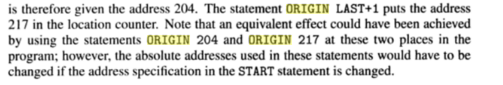 is therefore given the address 204. The statement ORIGIN LAST+1 puts the address
217 in the location counter. Note that an equivalent effect could have been achieved
by using the statements ORIGIN 204 and ORIGIN 217 at these two places in the
program; however, the absolute addresses used in these statements would have to be
changed if the address specification in the START statement is changed.